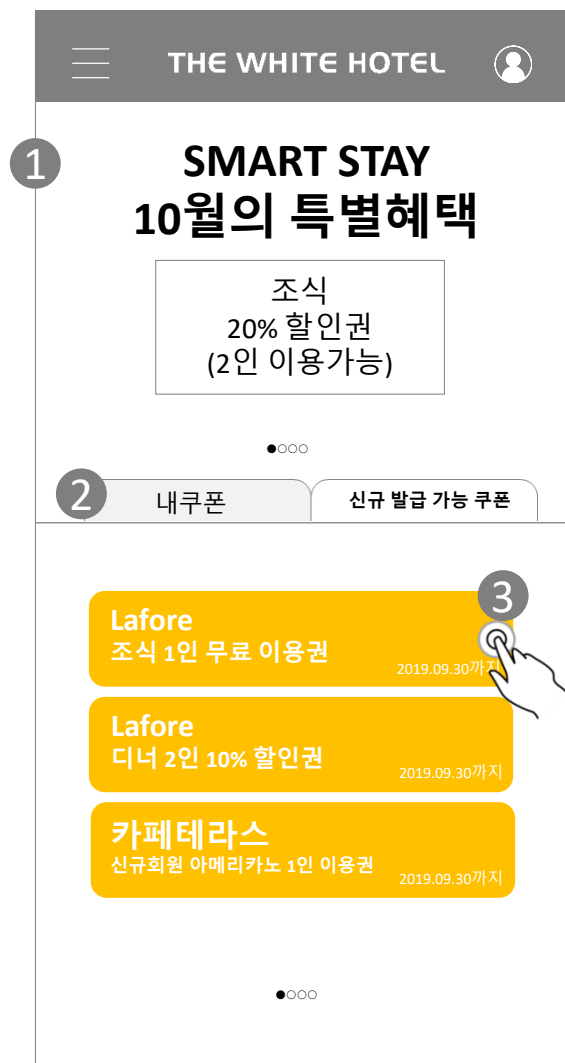 THE WHITE HOTEL
1
SMART STAY
10월의 특별혜택
조식
20% 할인권
(2인 이용가능)
2
내쿠폰
신규 발급 가능 쿠폰
3
Lafore
조식 1인 무료 이용권
2019.09.30까지
Lafore
디너 2인 10% 할인권
2019.09.30까지
카페테라스
신규회원 아메리카노 1인 이용권
2019.09.30까지